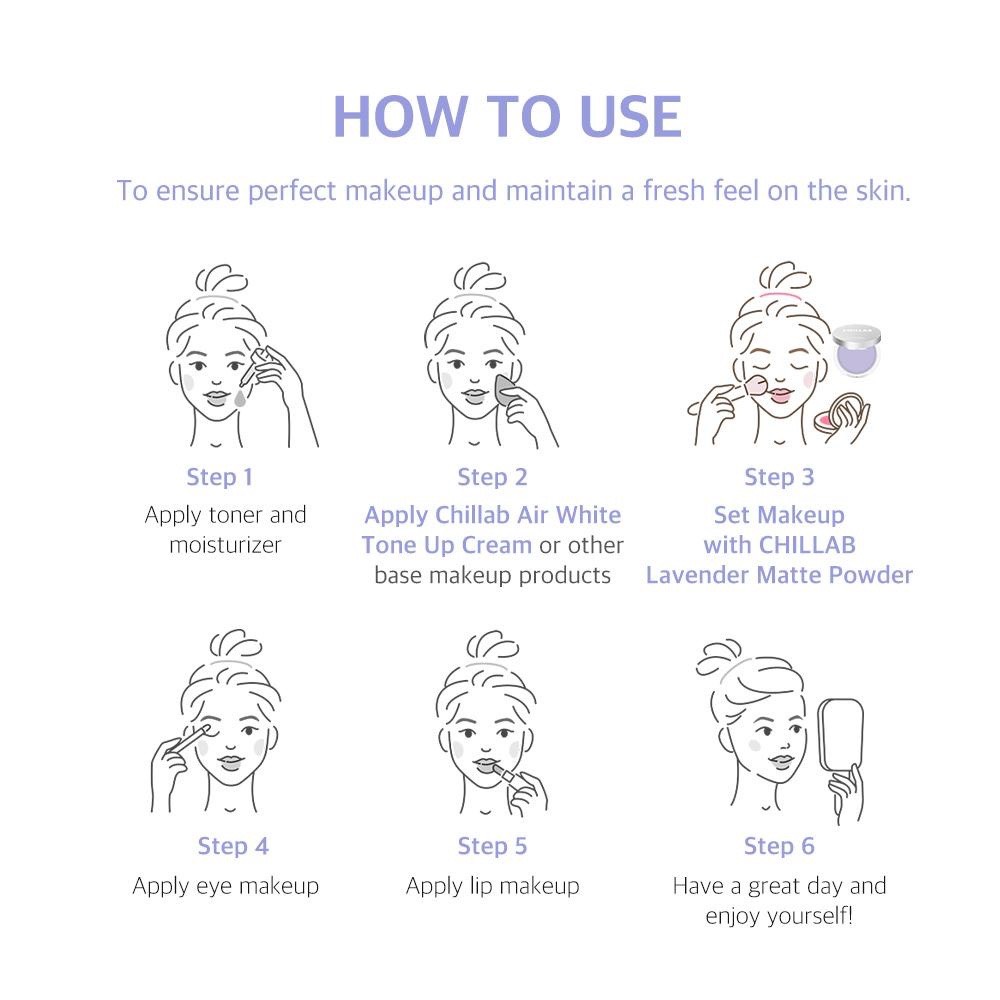 HOW TO USE
To ensure perfect makeup and maintain a fresh feel on the skin.
CHILLAB
Step 1
Apply toner and
moisturizer
Step 2
Apply Chillab Air White
Tone Up Cream or other
base makeup products
Step 3
Set Makeup
with CHILLAB
Lavender Matte Powder
Step 4
Apply eye makeup
Step 5
Apply lip makeup
Step 6
Have a great day and
enjoy yourself!